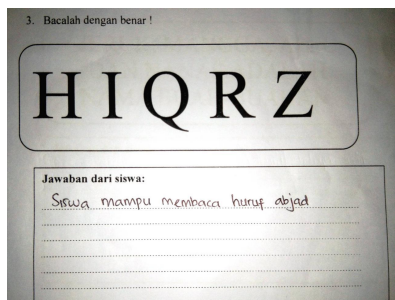 3. Bacalah dengan benar !
H I Q R Z
Jawaban dari siswa:
Siswa mampu membaca huruf abjad